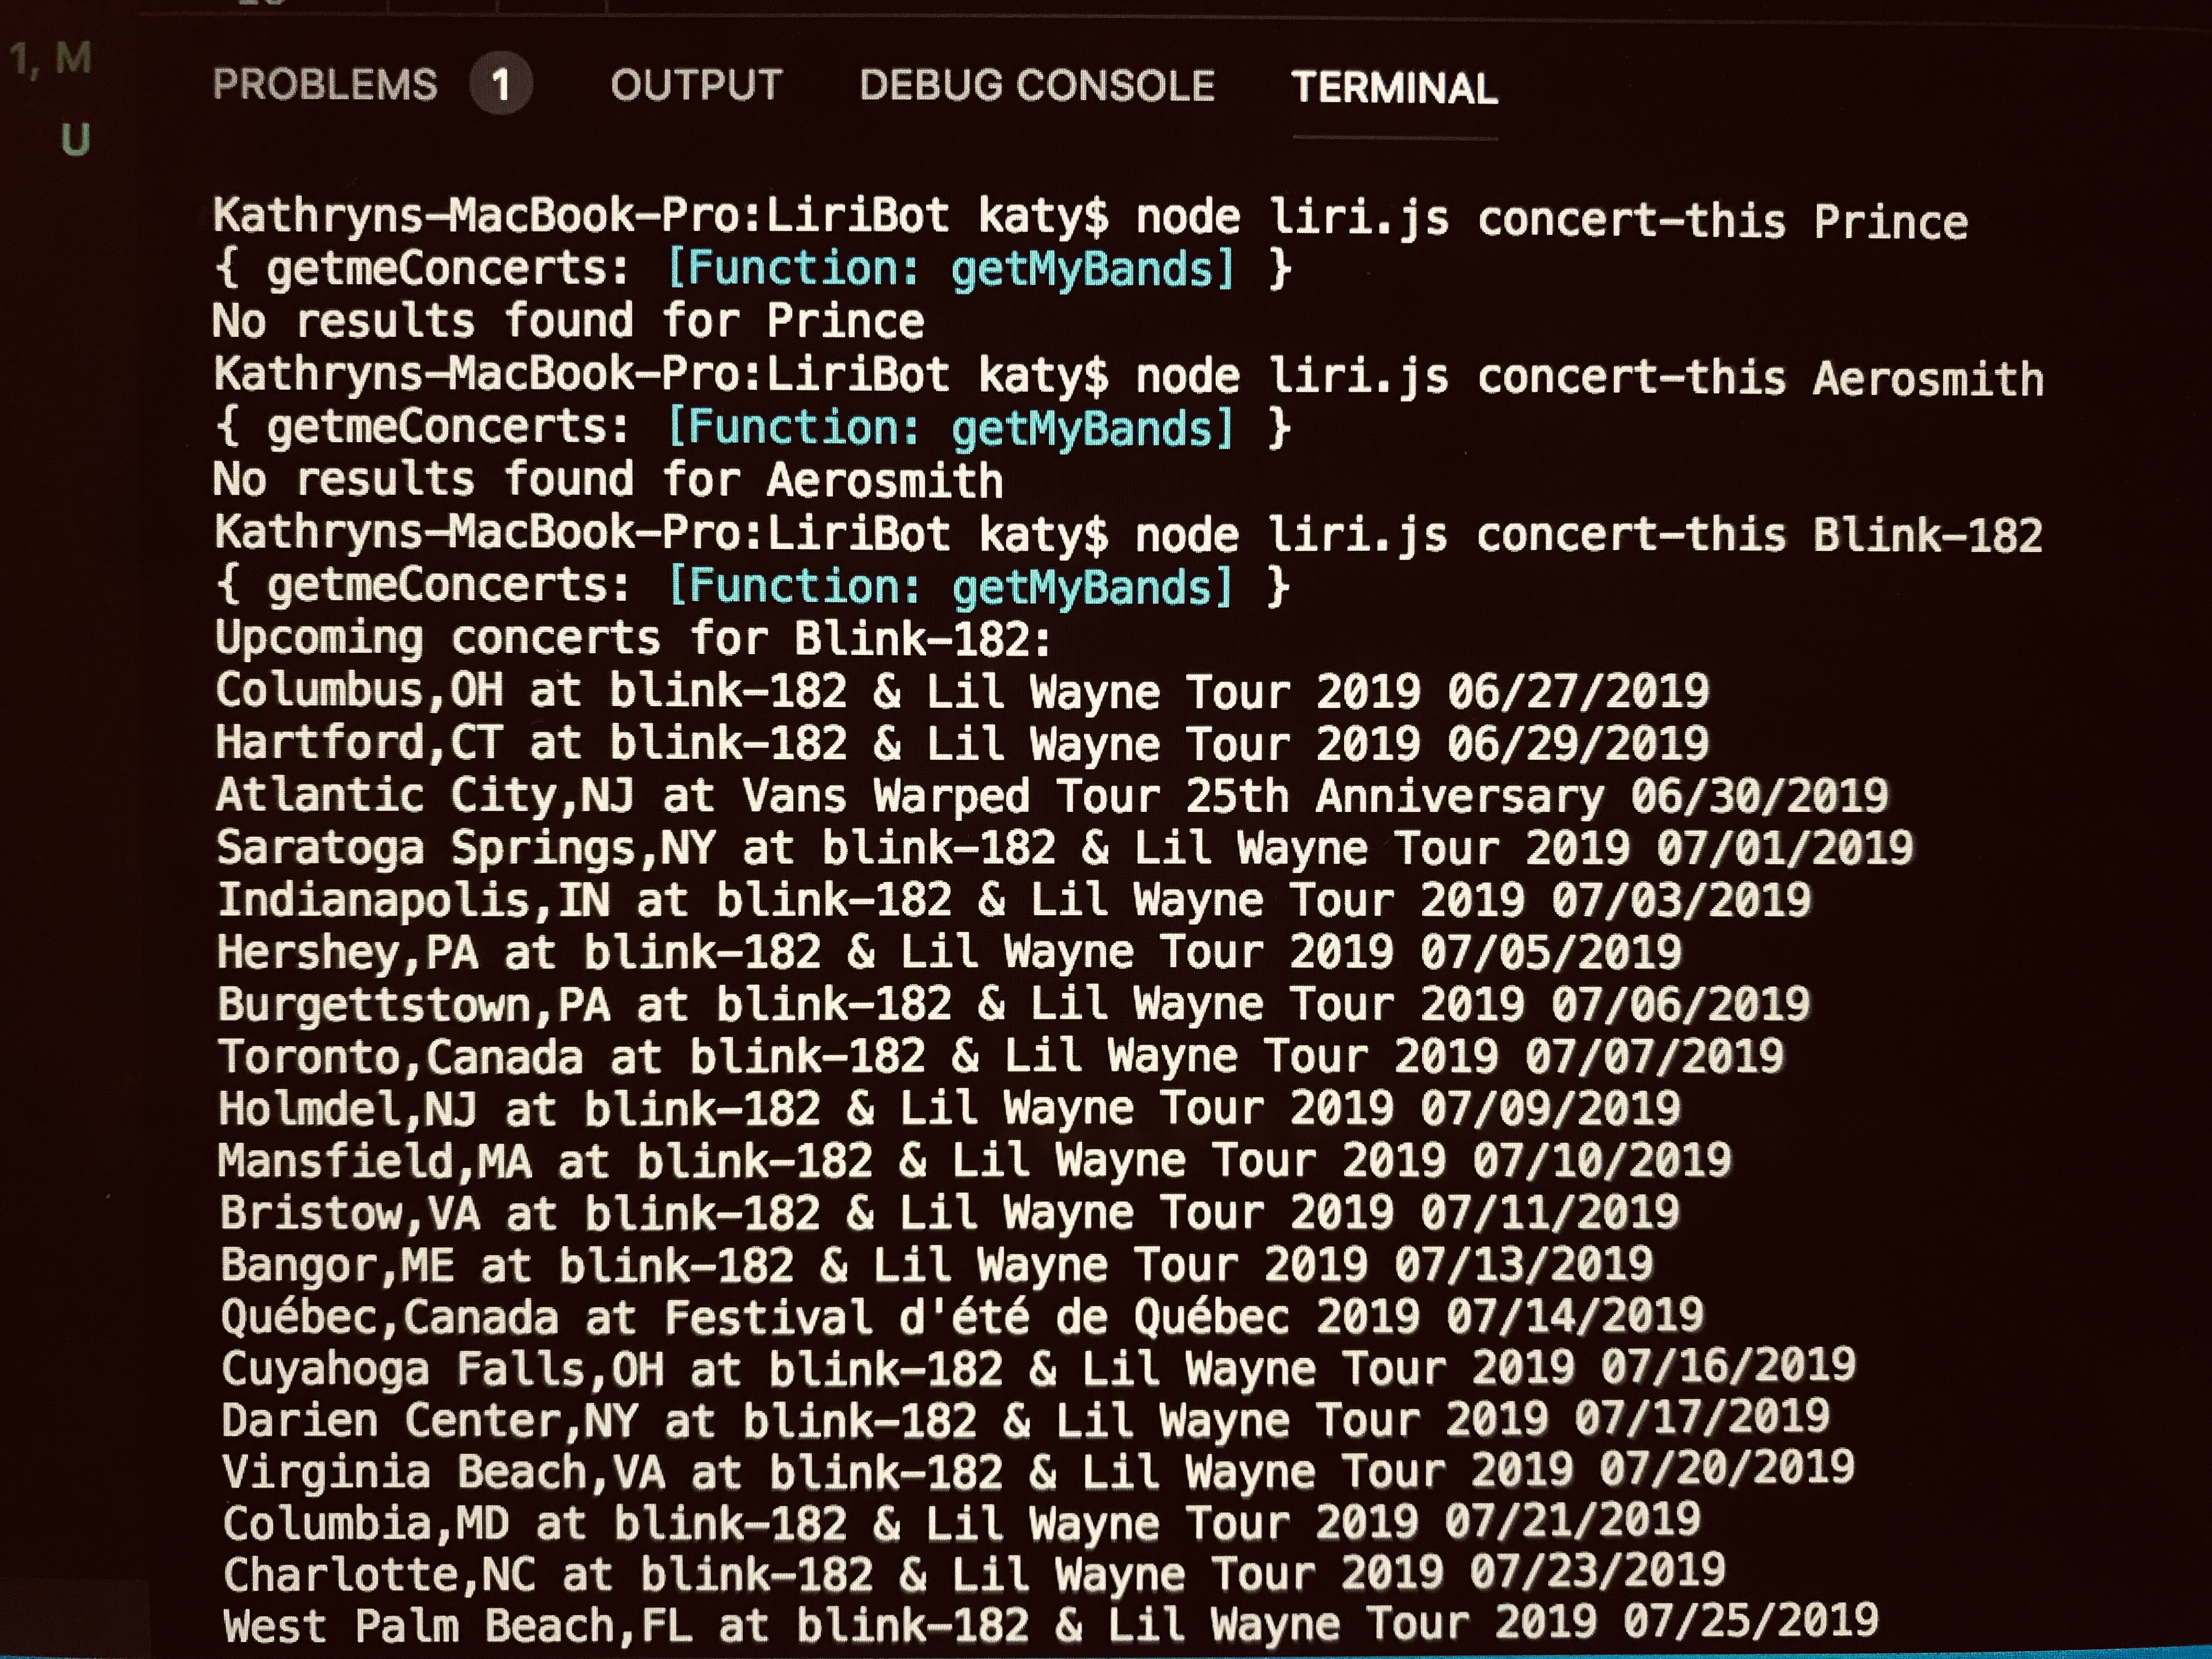 1, M
U
PROBLEMS 1 OUTPUT DEBUG CONSOLE TERMINAL
Kathryns-MacBook-Pro:LiriBot katy$ node liri.js concert-this Prince
{ getmeConcerts: [Function: getMyBands] }
No results found for Prince
Kathryns-MacBook-Pro:LiriBot katy$ node liri.js concert-this Aerosmith
{ getmeConcerts: [Function: getMyBands] }
No results found for Aerosmith
Kathryns-MacBook-Pro:LiriBot katy$ node liri.js concert-this Blink-182
{ getmeConcerts: [Function: getMyBands] }
Upcoming concerts for Blink-182:
Columbus,OH at blink-182 & Lil Wayne Tour 2019 06/27/2019
Hartford,CT at blink-182 & Lil Wayne Tour 2019 06/29/2019
Atlantic City,NJ at Vans Warped Tour 25th Anniversary 06/30/2019
Saratoga Springs,NY at blink-182 & Lil Wayne Tour 2019 07/01/2019
Indianapolis,IN at blink-182 & Lil Wayne Tour 2019 07/03/2019
Hershey,PA at blink-182 & Lil Wayne Tour 2019 07/05/2019
Burgettstown,PA at blink-182 & Lil Wayne Tour 2019 07/06/2019
Toronto,Canada at blink-182 & Lil Wayne Tour 2019 07/07/2019
Holmdel,NJ at blink-182 & Lil Wayne Tour 2019 07/09/2019
Mansfield,MA at blink-182 & Lil Wayne Tour 2019 07/10/2019
Bristow,VA at blink-182 & Lil Wayne Tour 2019 07/11/2019
Bangor,ME at blink-182 & Lil Wayne Tour 2019 07/13/2019
Québec,Canada at Festival d'été de Québec 2019 07/14/2019
Cuyahoga Falls,OH at blink-182 & Lil Wayne Tour 2019 07/16/2019
Darien Center,NY at blink-182 & Lil Wayne Tour 2019 07/17/2019
Virginia Beach,VA at blink-182 & Lil Wayne Tour 2019 07/20/2019
Columbia,MD at blink-182 & Lil Wayne Tour 2019 07/21/2019
Charlotte,NC at blink-182 & Lil Wayne Tour 2019 07/23/2019
West Palm Beach,FL at blink-182 & Lil Wayne Tour 2019 07/25/2019